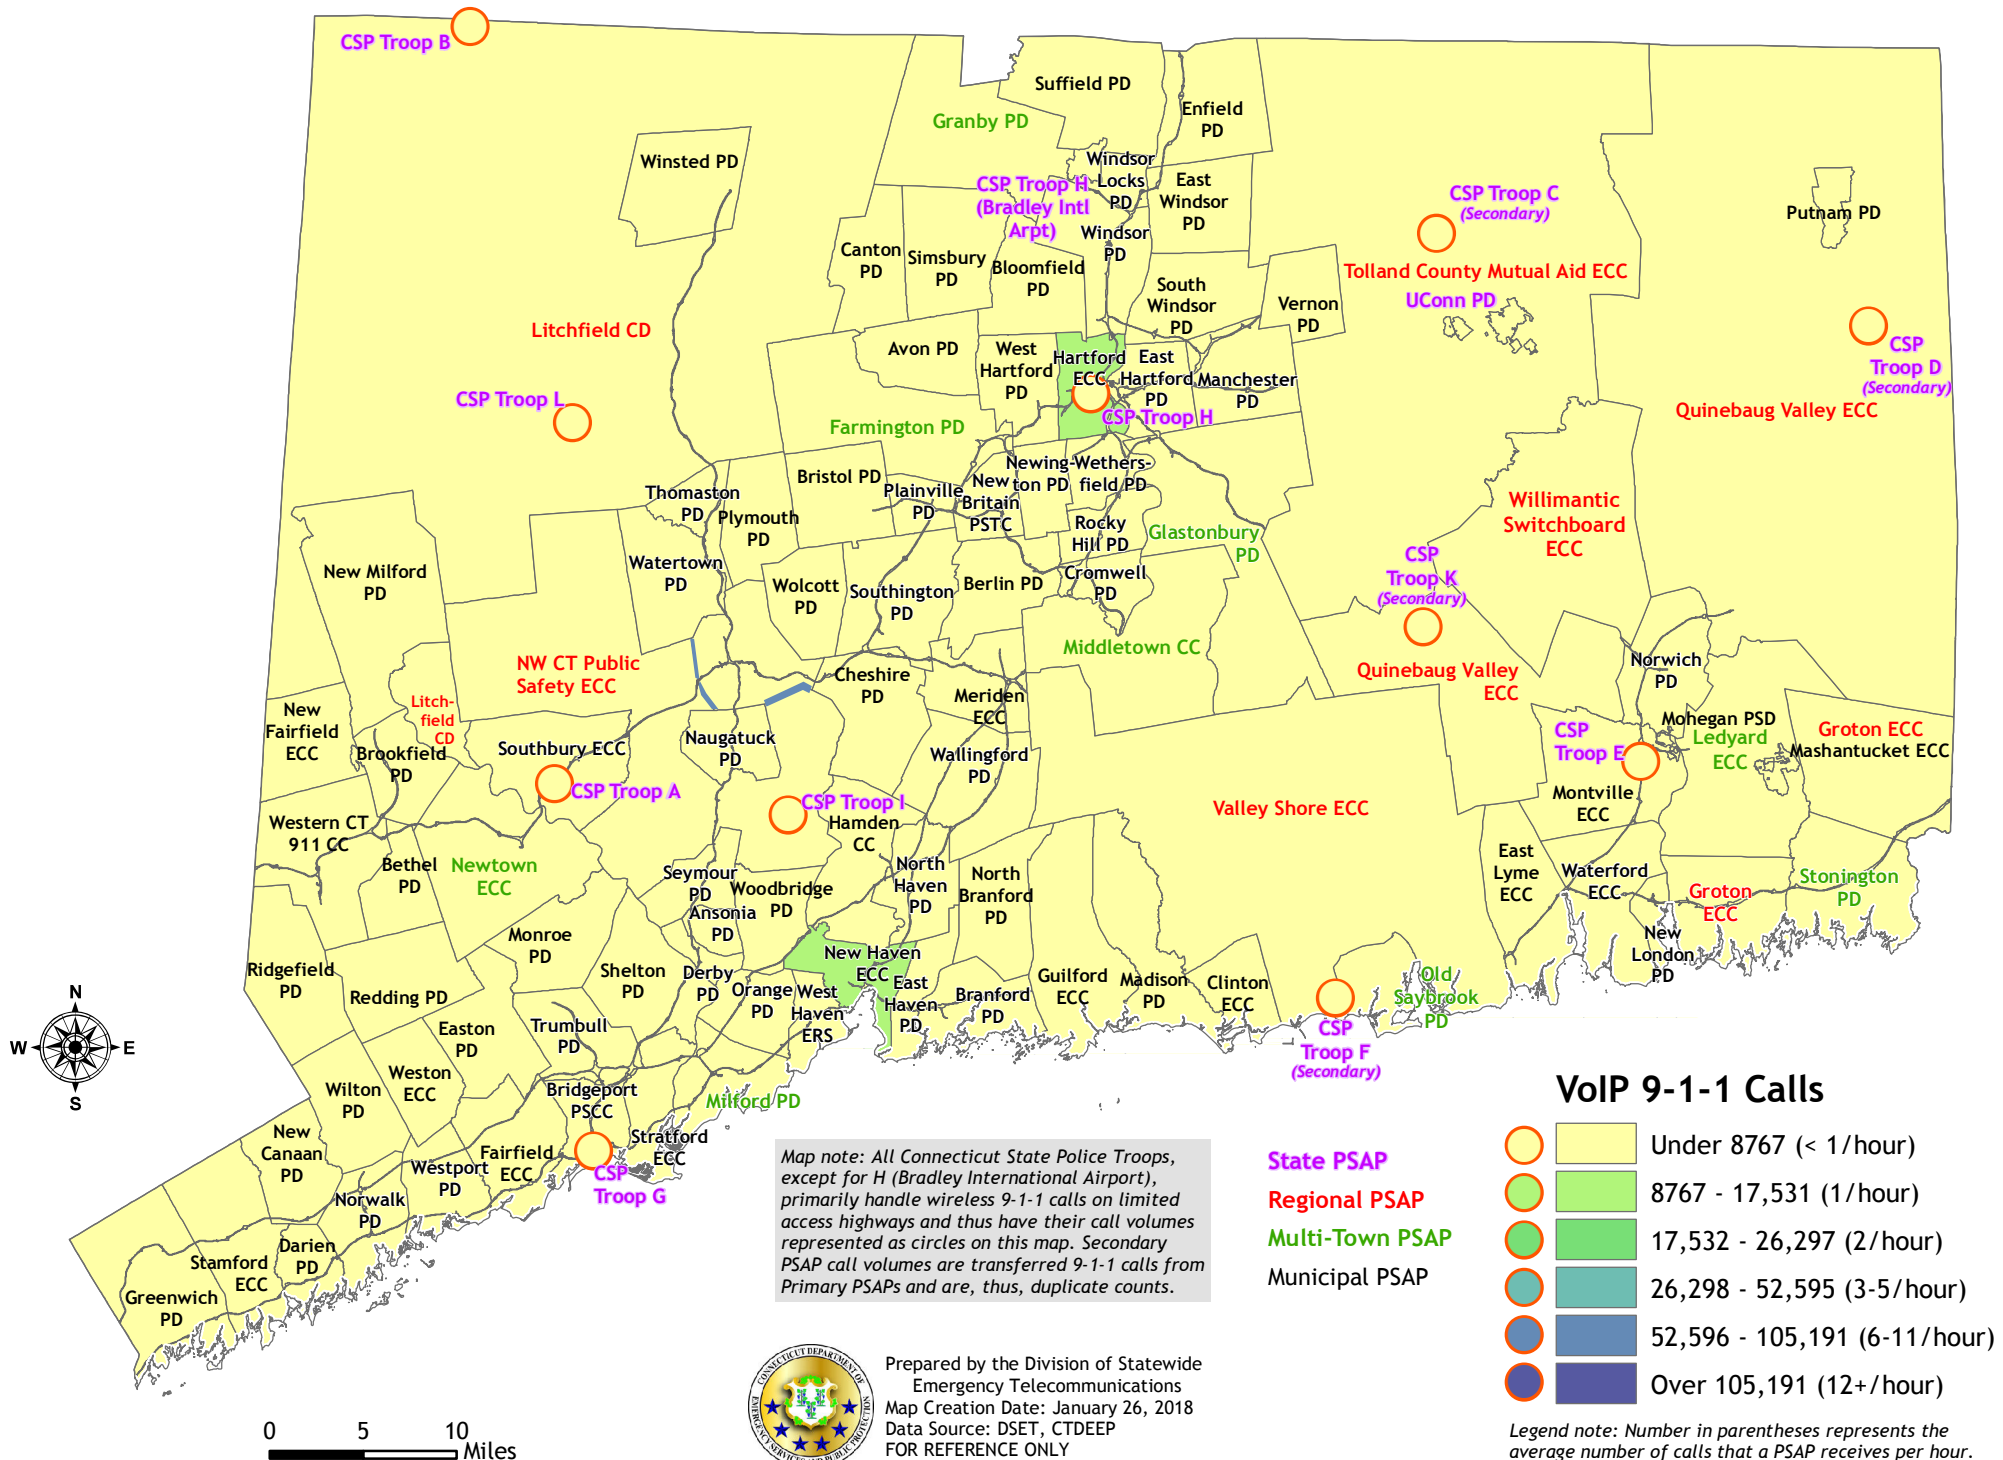 CSP Troop B
Suffield PD
Granby PD
Enfield
PD
Winsted PD
Windsor
Locks
PD
CSP Troop H
(Bradley Intl
Arpt)
East
Windsor
PD
CSP Troop C
(Secondary)
Putnam PD
Canton
PD
Simsbury
PD
Bloomfield
PD
Windsor
PD
Tolland County Mutual Aid ECC
UConn PD
South
Windsor
PD
Vernon
PD
Litchfield CD
Avon PD
West
Hartford
PD
Hartford
ECC
East
Hartford
PD
Manchester
PD
CSP
Troop D
(Secondary)
CSP Troop L
Farmington PD
CSP Troop H
Quinebaug Valley ECC
Bristol PD
Plainville
PD
New
Britain
PSTC
Newing-
ton PD
Wethers-
field PD
Thomaston
PD
Plymouth
PD
Rocky
Hill PD
Glastonbury
PD
Willimantic
Switchboard
ECC
New Milford
PD
Watertown
PD
Wolcott
PD
Southington
PD
Berlin PD
Cromwell
PD
CSP
Troop K
(Secondary)
NW CT Public
Safety ECC
Cheshire
PD
Middletown CC
Quinebaug Valley
ECC
Norwich
PD
Litch-
field
CD
New
Fairfield
ECC
Brookfield
PD
Southbury ECC
Naugatuck
PD
Meriden
ECC
Wallingford
PD
CSP
Troop E
Mohegan PSD
Ledyard
ECC
Groton ECC
Mashantucket ECC
CSP Troop A
CSP Troop I
Hamden
CC
Valley Shore ECC
Montville
ECC
Western CT
911 CC
Bethel
PD
Newtown
ECC
Seymour
PD
Woodbridge
PD
North
Haven
PD
North
Branford
PD
East
Lyme
ECC
Waterford
ECC
Groton
ECC
Stonington
PD
Ansonia
PD
Monroe
PD
New Haven
ECC
New
London
PD
Ridgefield
PD
Redding PD
Shelton
PD
Derby
PD
Orange
PD
West
Haven
ERS
East
Haven
PD
Branford
PD
Guilford
ECC
Madison
PD
Clinton
ECC
Old
Saybrook
PD
CSP
Troop F
(Secondary)
Easton
PD
Trumbull
PD
Weston
ECC
Wilton
PD
Bridgeport
PSCC
Milford PD
New
Canaan
PD
Westport
PD
Fairfield
ECC
Stratford
ECC
CSP
Troop G
Norwalk
PD
Darien
PD
Stamford
ECC
Greenwich
PD
N
W
E
S
0
5
10
Miles
Map note: All Connecticut State Police Troops,
except for H (Bradley International Airport),
primarily handle wireless 9-1-1 calls on limited
access highways and thus have their call volumes
represented as circles on this map. Secondary
PSAP call volumes are transferred 9-1-1 calls from
Primary PSAPs and are, thus, duplicate counts.
State PSAP
Regional PSAP
Multi-Town PSAP
Municipal PSAP
VoIP 9-1-1 Calls
Under 8767 (< 1/hour)
8767 - 17,531 (1/hour)
17,532 - 26,297 (2/hour)
26,298 - 52,595 (3-5/hour)
52,596 - 105,191 (6-11/hour)
Over 105,191 (12+/hour)
Legend note: Number in parentheses represents the
average number of calls that a PSAP receives per hour.
CONNECTICUT DEPARTMENT OF
EMERGENCY SERVICES AND PUBLIC PROTECTION
Prepared by the Division of Statewide
Emergency Telecommunications
Map Creation Date: January 26, 2018
Data Source: DSET, CTDEEP
FOR REFERENCE ONLY